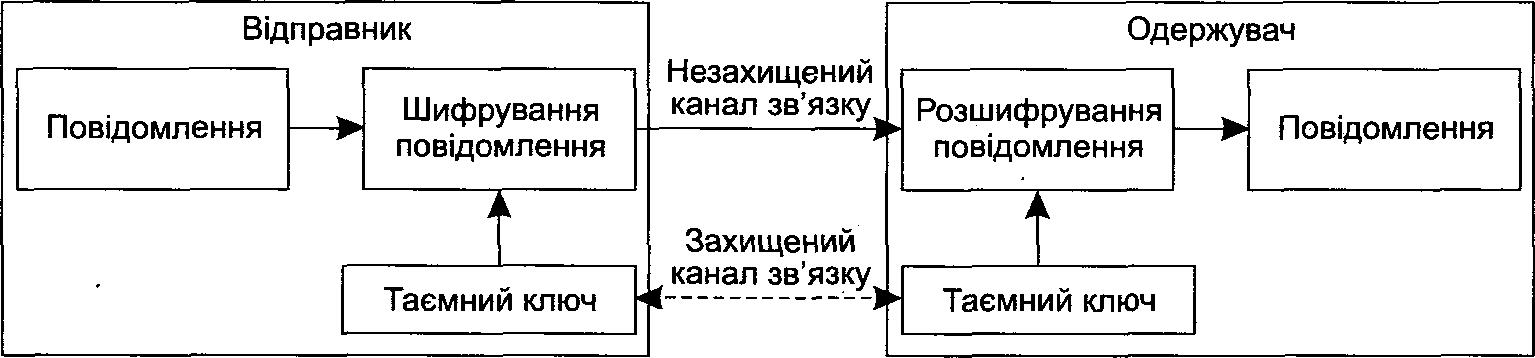 Відправник
Одержувач
Незахищений
канал зв'язку
Повідомлення
Шифрування
повідомлення
Розшифрування
повідомлення
Повідомлення
Захищений
канал зв'язку
Таємний ключ
Таємний ключ